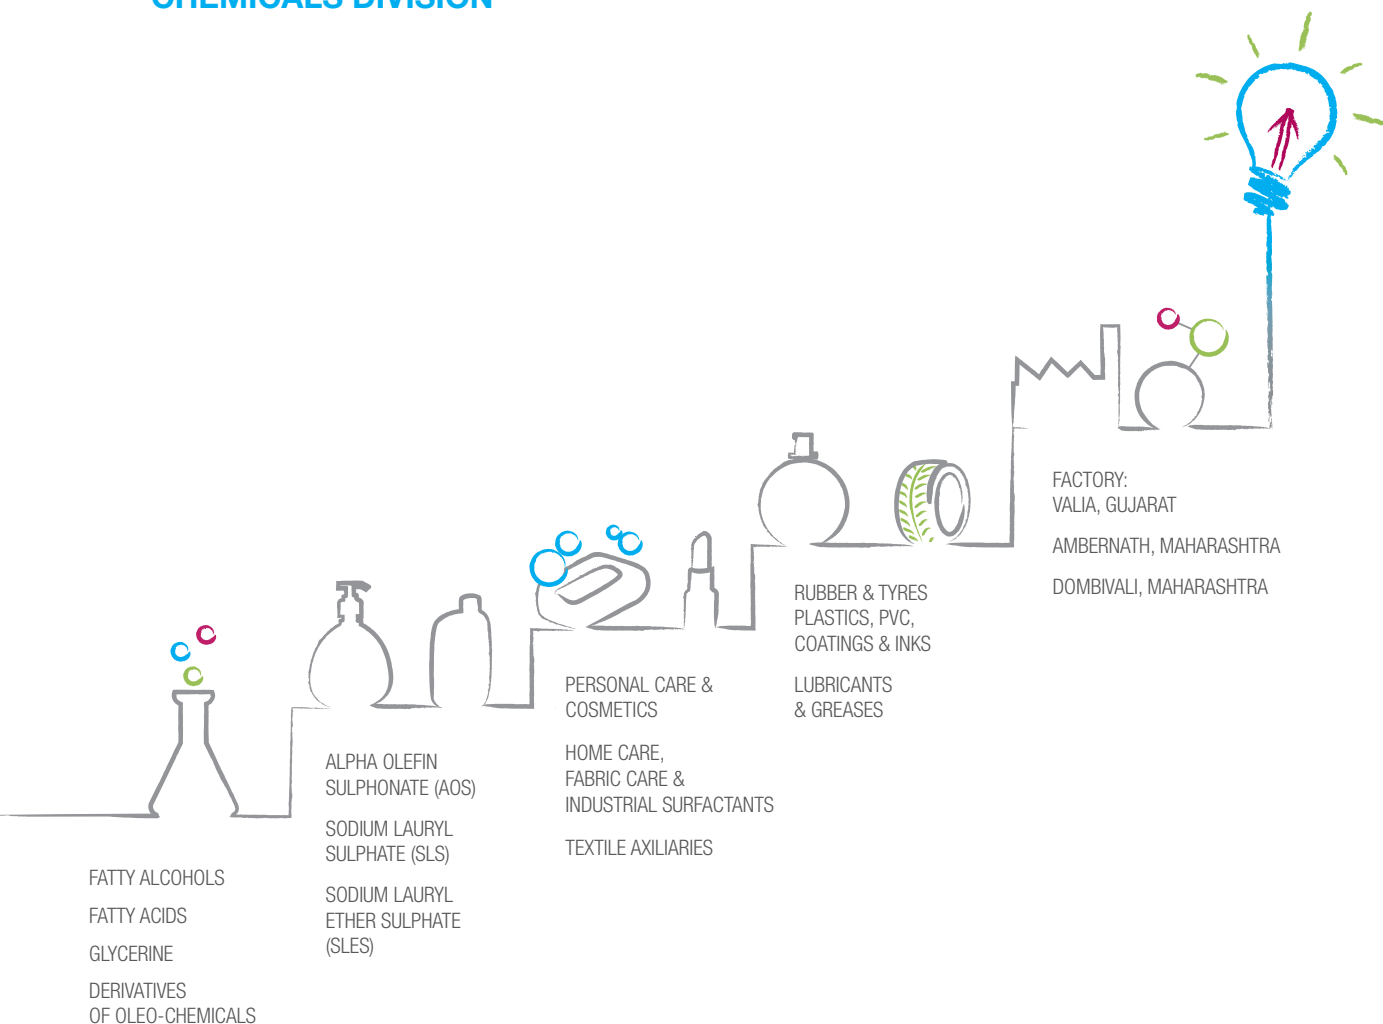 CHEMICALS DIVISION
FATTY ALCOHOLS
FATTY ACIDS
GLYCERINE
DERIVATIVES
OF OLEO-CHEMICALS
ALPHA OLEFIN
SULPHONATE (AOS)
SODIUM LAURYL
SULPHATE (SLS)
SODIUM LAURYL
ETHER SULPHATE
(SLES)
PERSONAL CARE &
COSMETICS
HOME CARE,
FABRIC CARE &
INDUSTRIAL SURFACTANTS
TEXTILE AXILIARIES
RUBBER & TYRES
PLASTICS, PVC,
COATINGS & INKS
LUBRICANTS
& GREASES
FACTORY:
VALIA, GUJARAT
AMBERNATH, MAHARASHTRA
DOMBIVALI, MAHARASHTRA